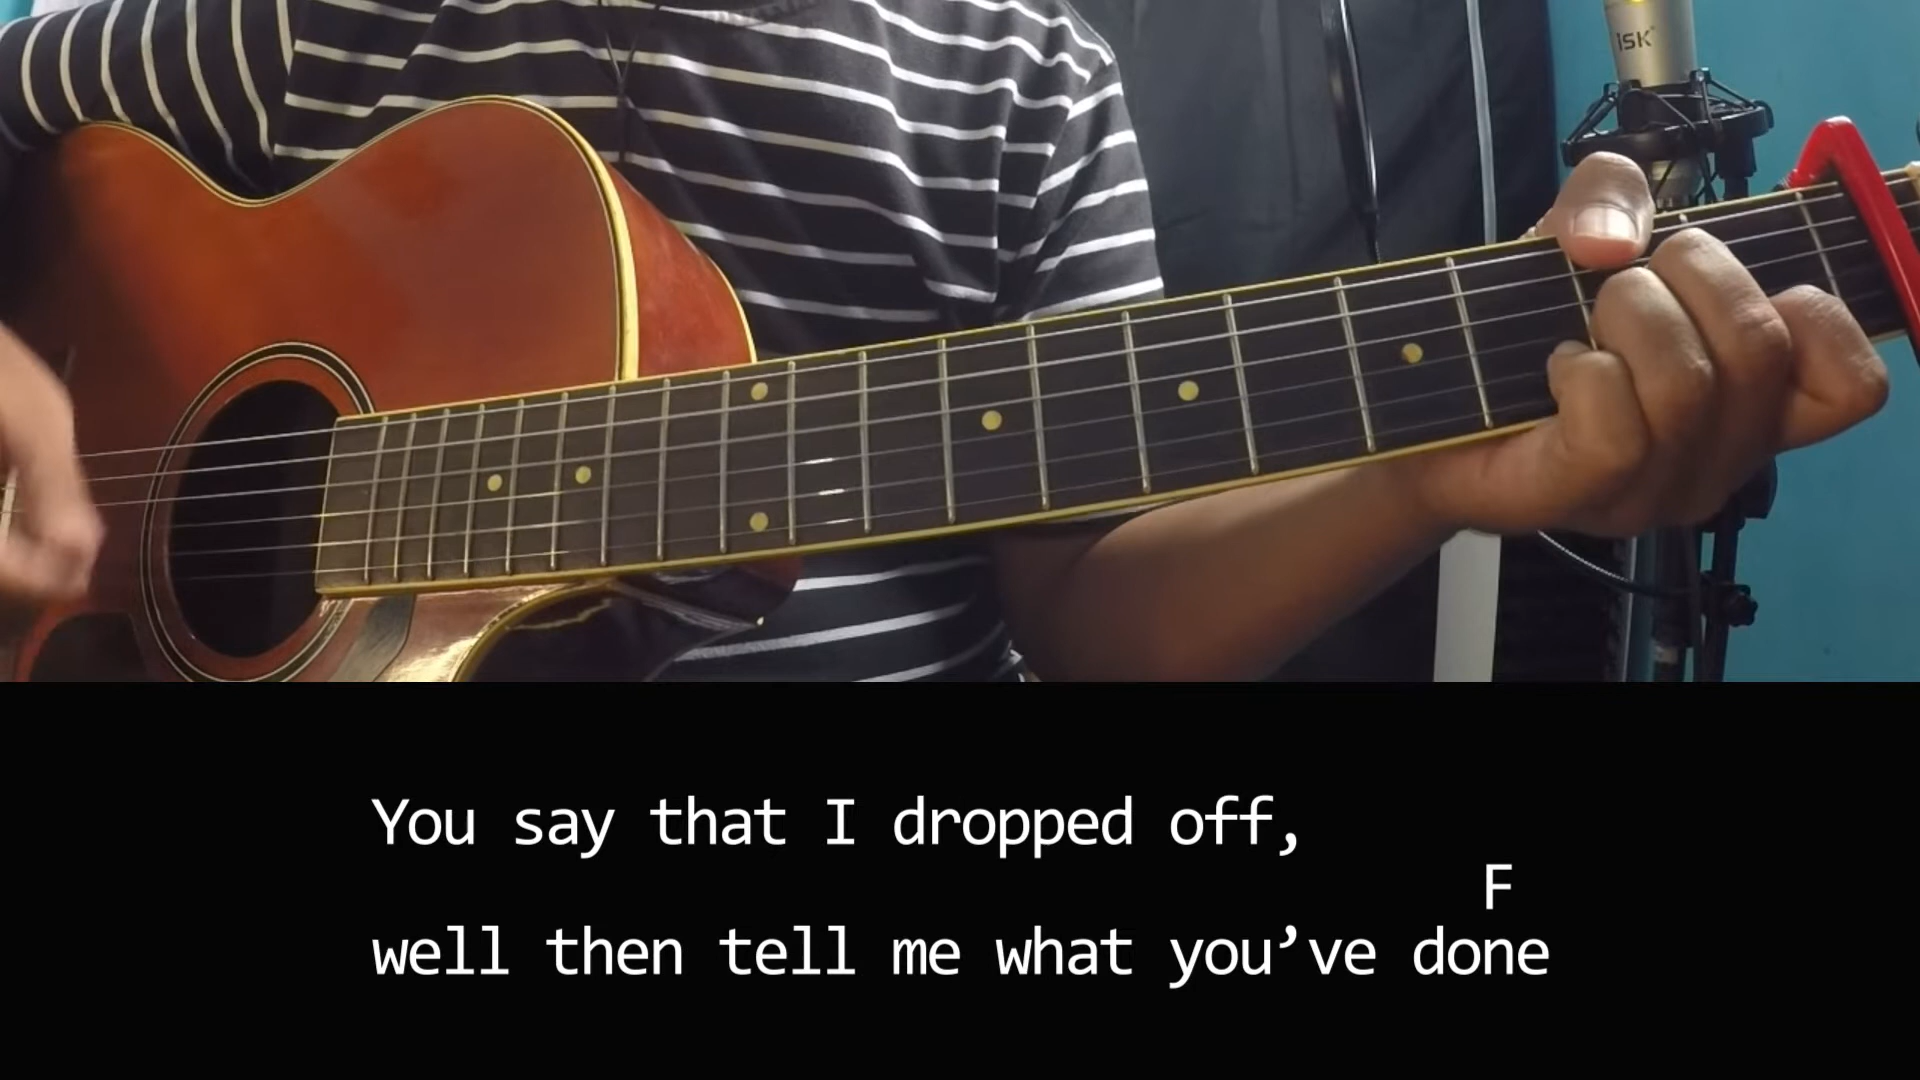 iSK
You say that I dropped off,
F
well then tell me what you’ve done